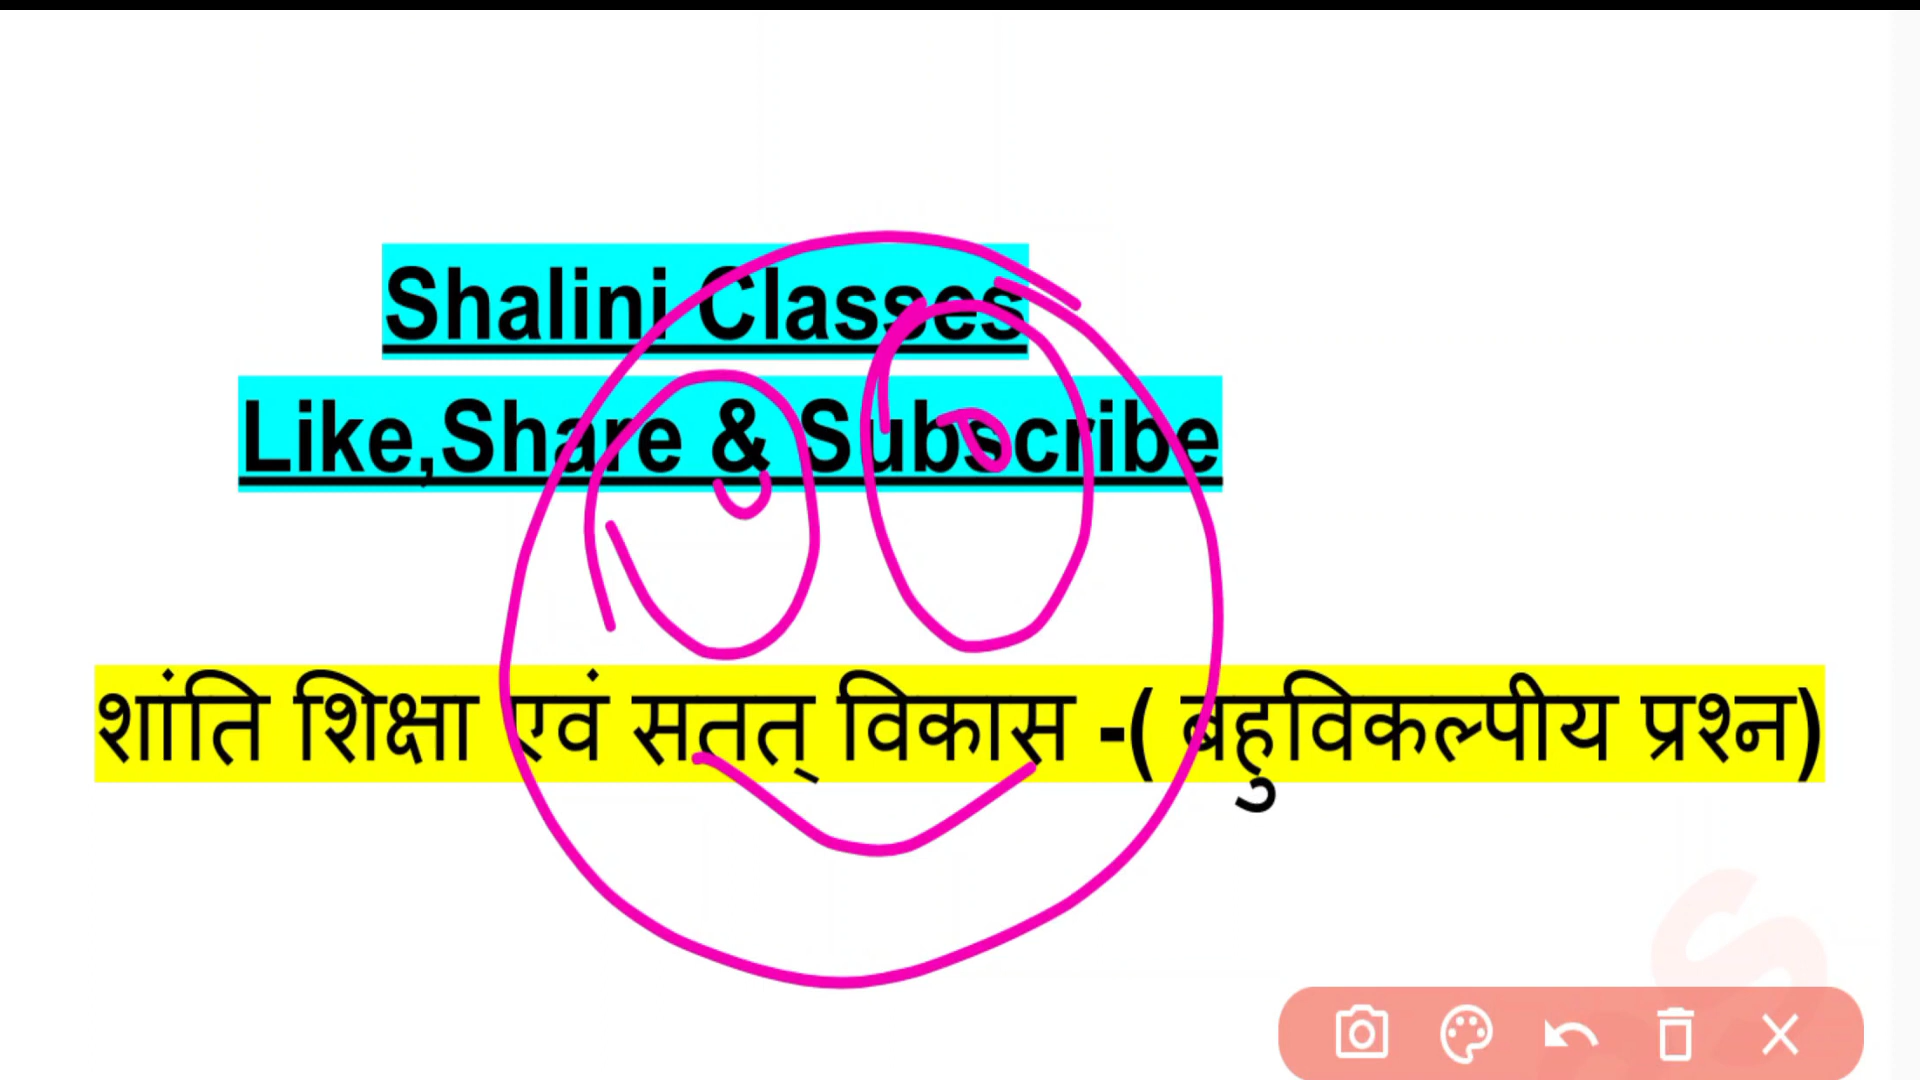 Shalini Classes
Like,Share & Subscribe
शांति शिक्षा एवं सतत् विकास -( बहुविकल्पीय प्रश्न)